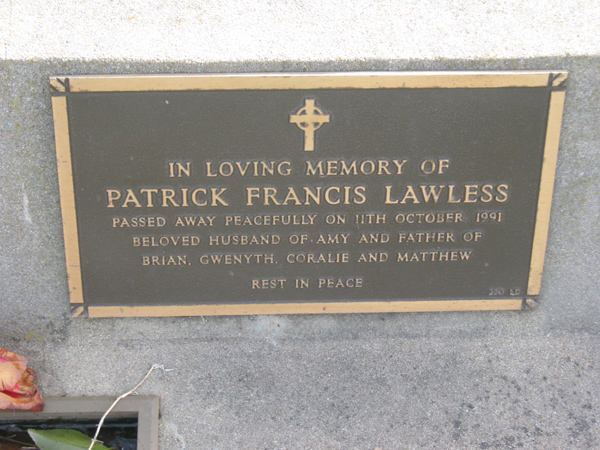 IN LOVING MEMORY OF
PATRICK FRANCIS LAWLESS
PASSED AWAY PEACEFULLY ON 11TH OCTOBER 1991
BELOVED HUSBAND OF AMY AND FATHER OF
BRIAN, GWENYTH, CORALIE AND MATTHEW
REST IN PEACE